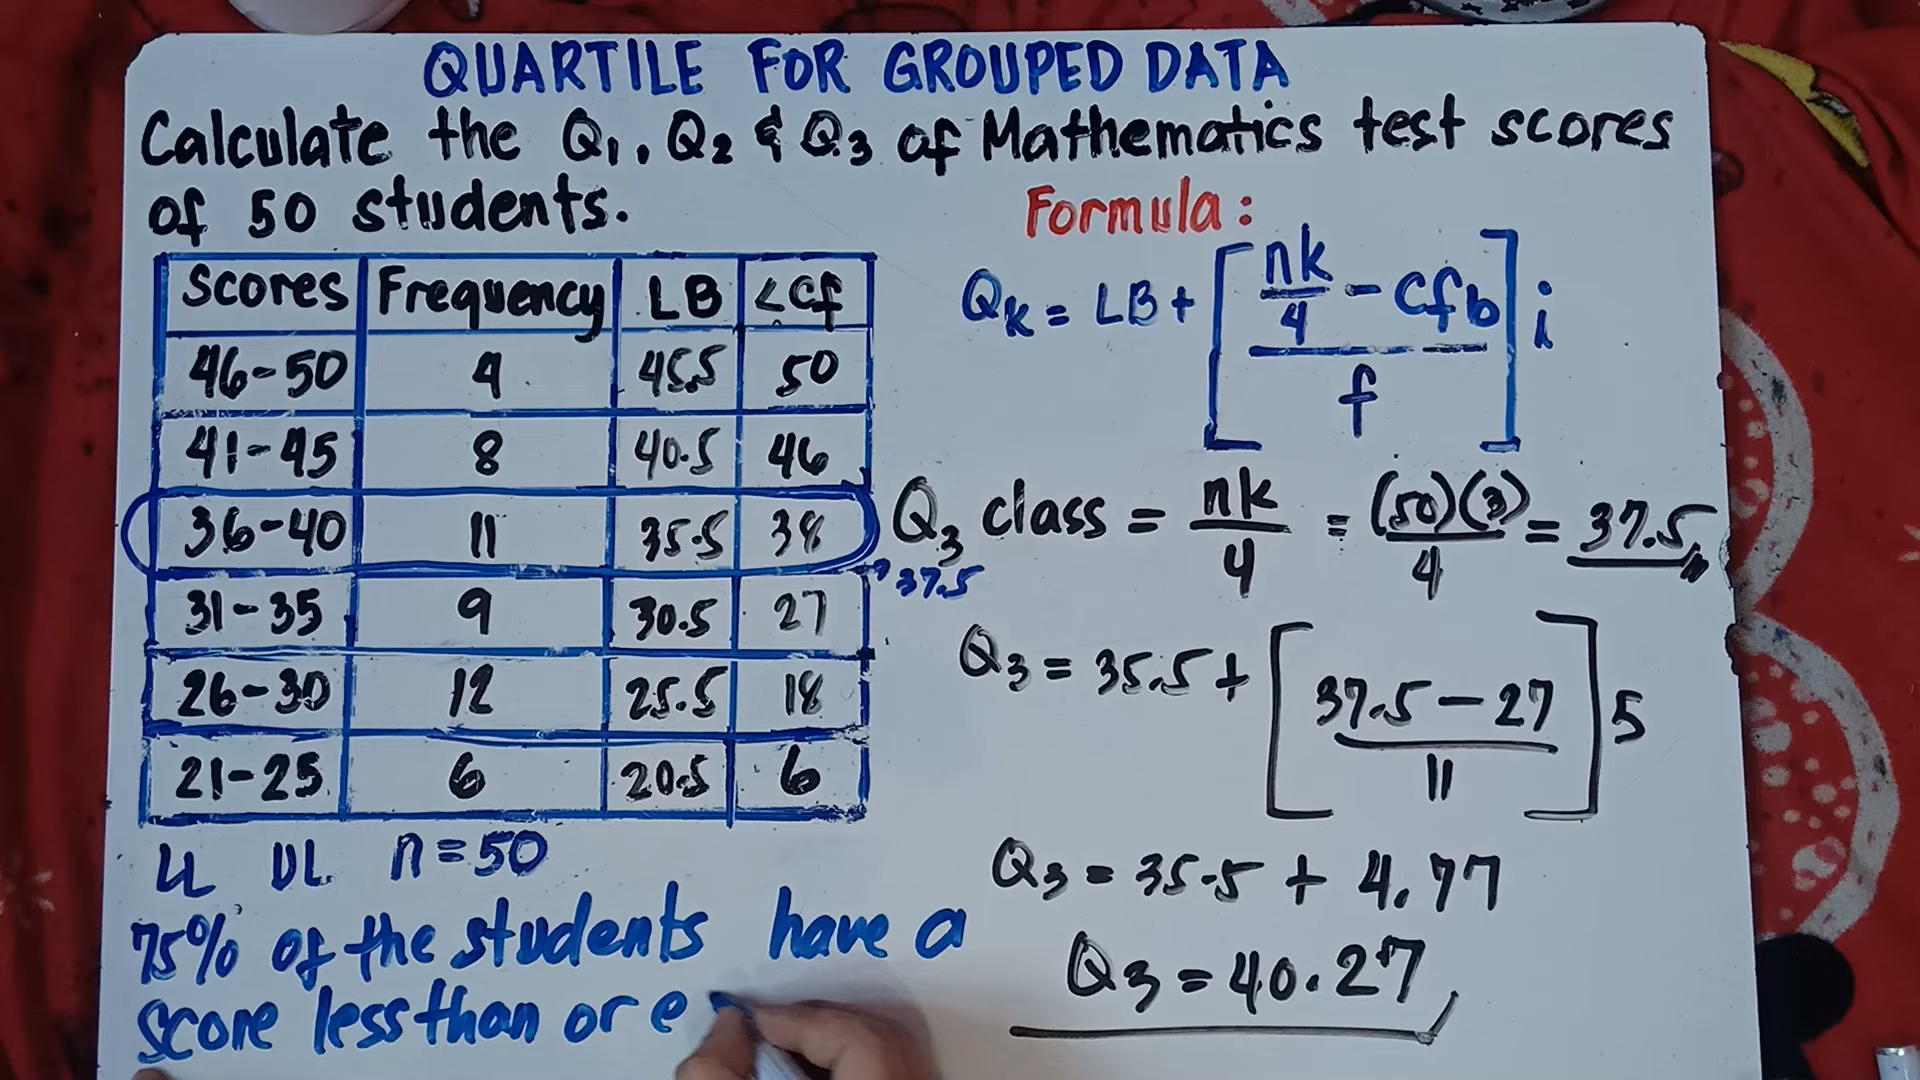 QUARTILE FOR GROUPED DATA
Calculate the Q₁, Q₂ & Q₃ of Mathematics test scores
of 50 students.
Formula:
Scores Frequency LB <cf
46-50 4 45.5 50
41-45 8 40.5 46
36-40 11 35.5 38
31-35 9 30.5 27
26-30 12 25.5 18
21-25 6 20.5 6
LL UL n=50
75% of the students have a
score less than or e
Qk = LB + [(nk/4 - cfb)/f] i
Q₃ class = nk/4 = (50)(3)/4 = 37.5
37.5
Q₃ = 35.5 + [(37.5 - 27)/11] 5
Q₃ = 35.5 + 4.77
Q₃ = 40.27